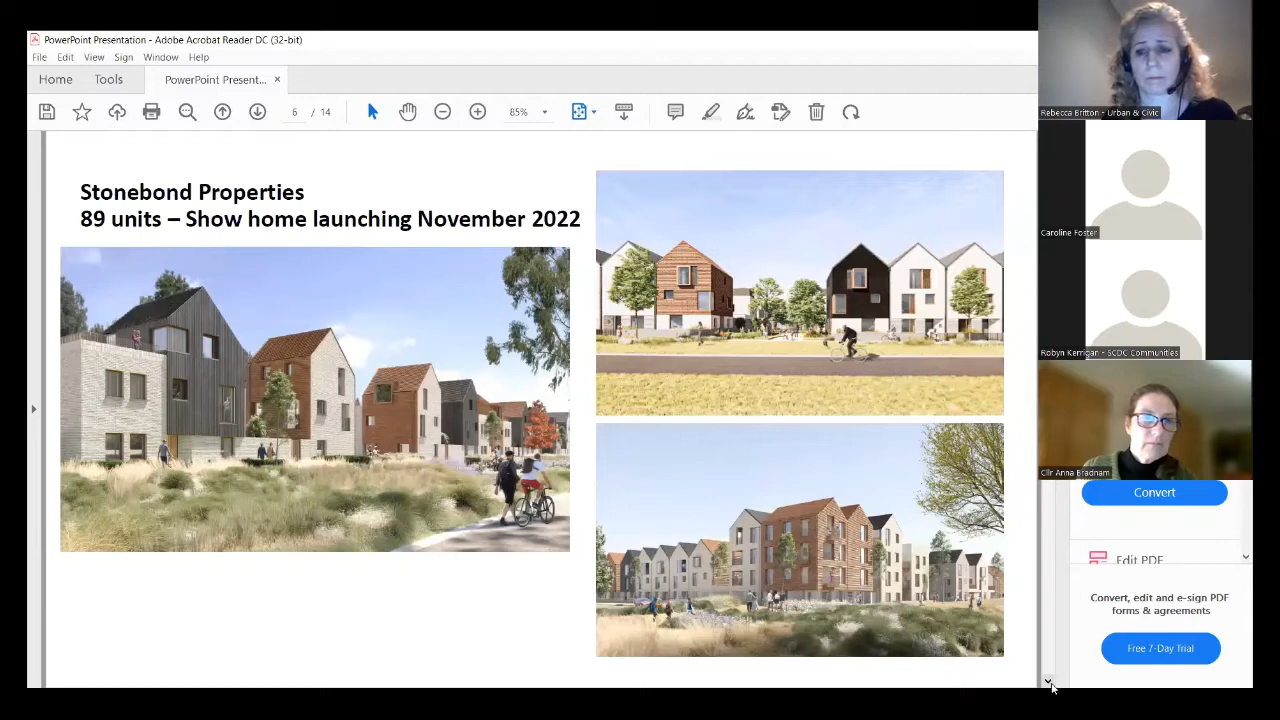 PowerPoint Presentation - Adobe Acrobat Reader DC (32-bit)
File Edit View Sign Window Help
Home Tools PowerPoint Present... ×
6 / 14 85%
Stonebond Properties
89 units – Show home launching November 2022
Rebecca Britton - Urban & Civic
Caroline Foster
Robyn Kerrigan - SCDC Communities
Cllr Anna Bradnam
Convert
Edit PDF
Convert, edit and e-sign PDF
forms & agreements
Free 7-Day Trial